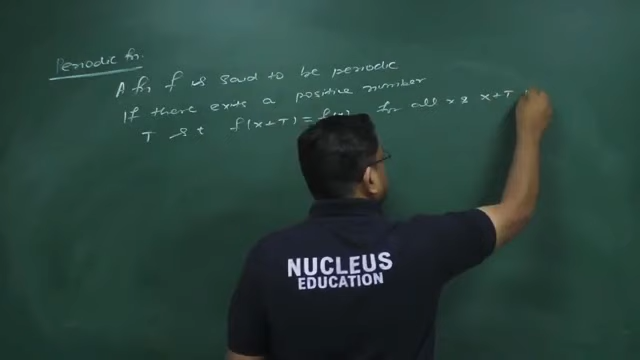 Periodic fn.
A fn f is said to be periodic
If there exists a positive number
T s.t f(x+T) = f(x) for all x & x+T
NUCLEUS
EDUCATION